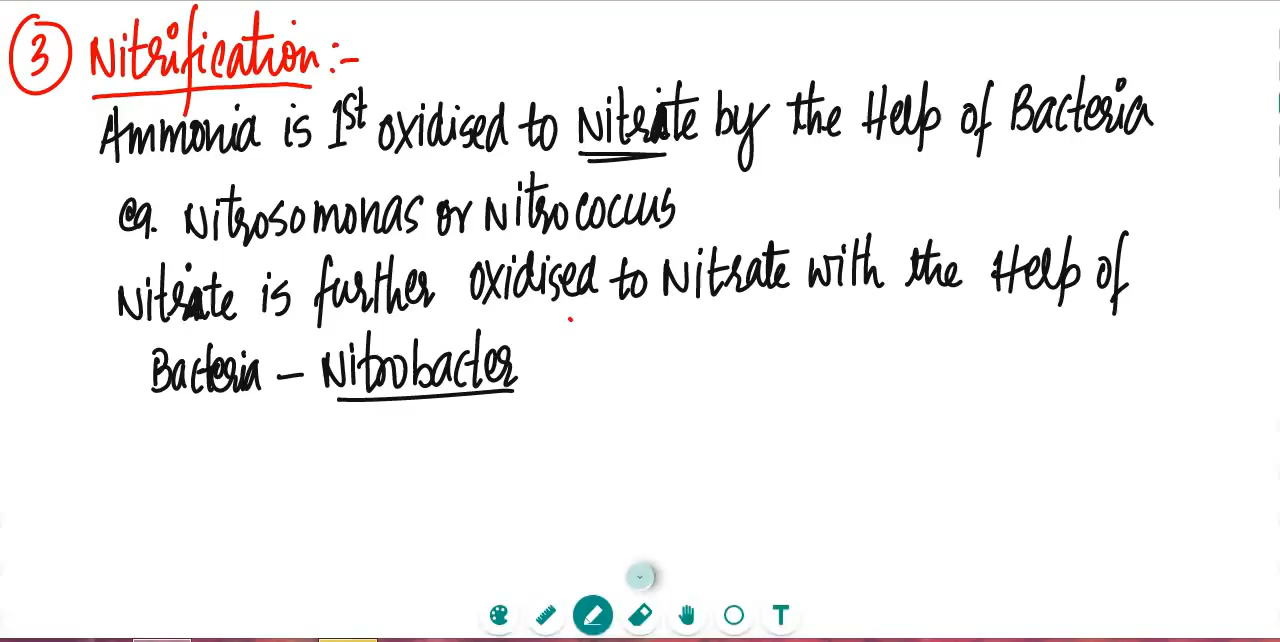 3 Nitrification :-
Ammonia is 1st oxidised to Nitrite by the Help of Bacteria
eg. Nitrosomonas or Nitrococcus
Nitrite is further oxidised to Nitrate with the Help of
Bacteria - Nitrobacter
T